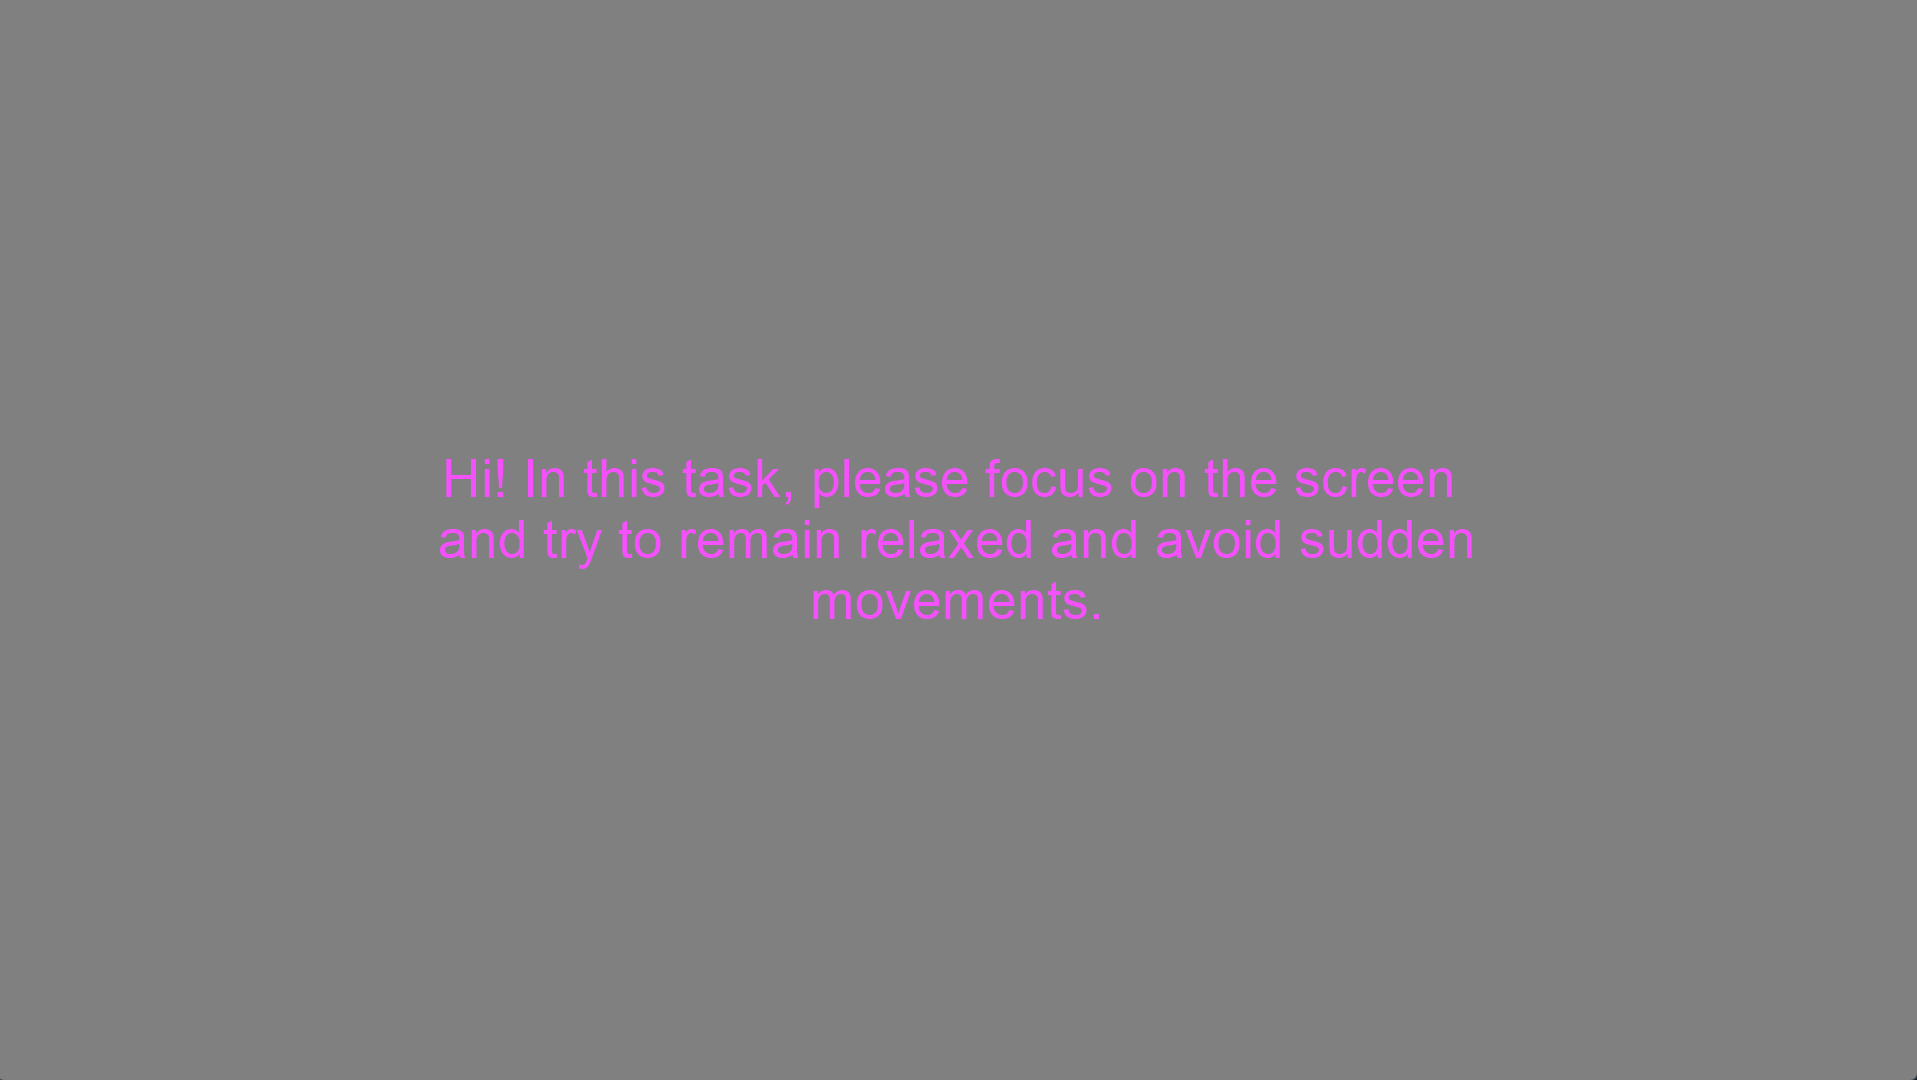 Hi! In this task, please focus on the screen
and try to remain relaxed and avoid sudden
movements.